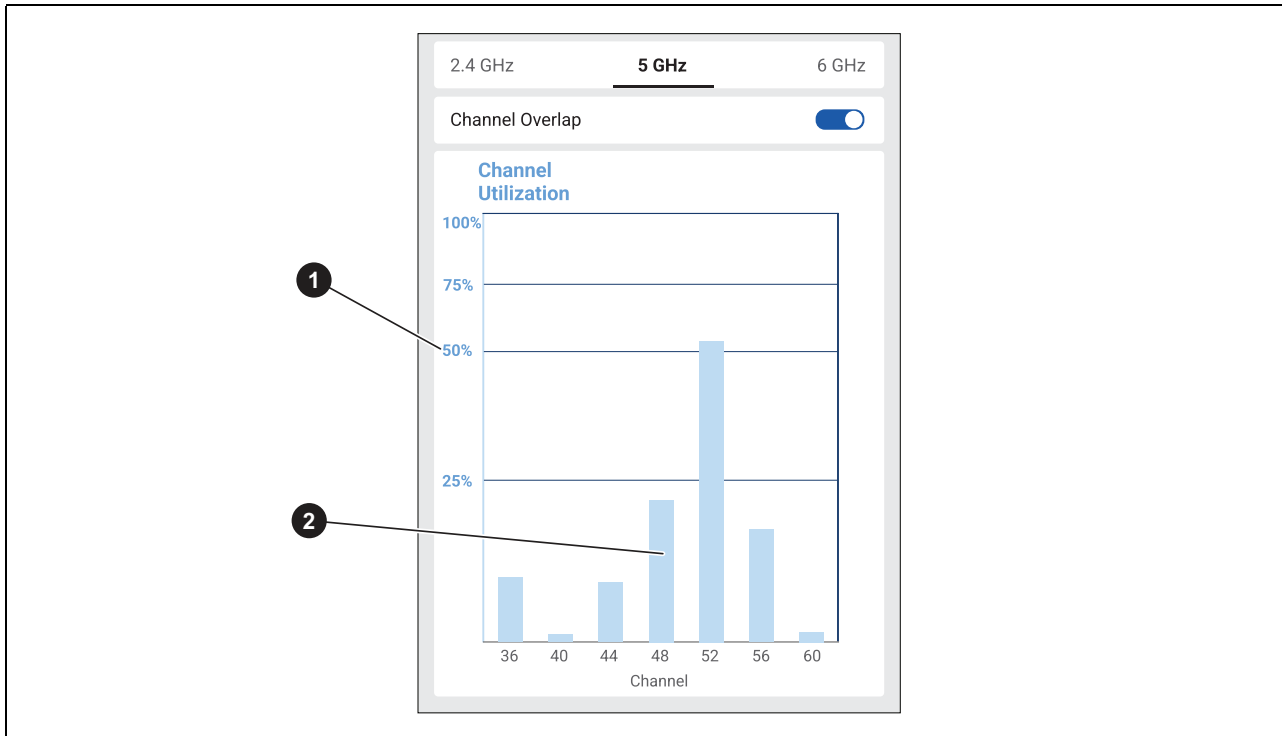 2.4 GHz 5 GHz 6 GHz
Channel Overlap
Channel
Utilization
100%
75%
1
50%
25%
2
36 40 44 48 52 56 60
Channel